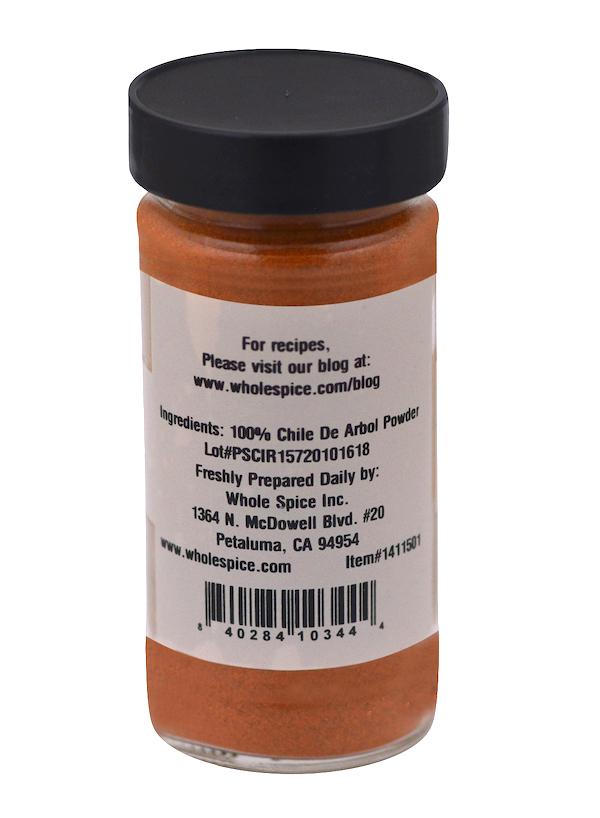 For recipes,
Please visit our blog at:
www.wholespice.com/blog
Ingredients: 100% Chile De Arbol Powder
Lot#PSCIR15720101618
Freshly Prepared Daily by:
Whole Spice Inc.
1364 N. McDowell Blvd. #20
Petaluma, CA 94954
www.wholespice.com Item#1411501
8 40284 10344 4